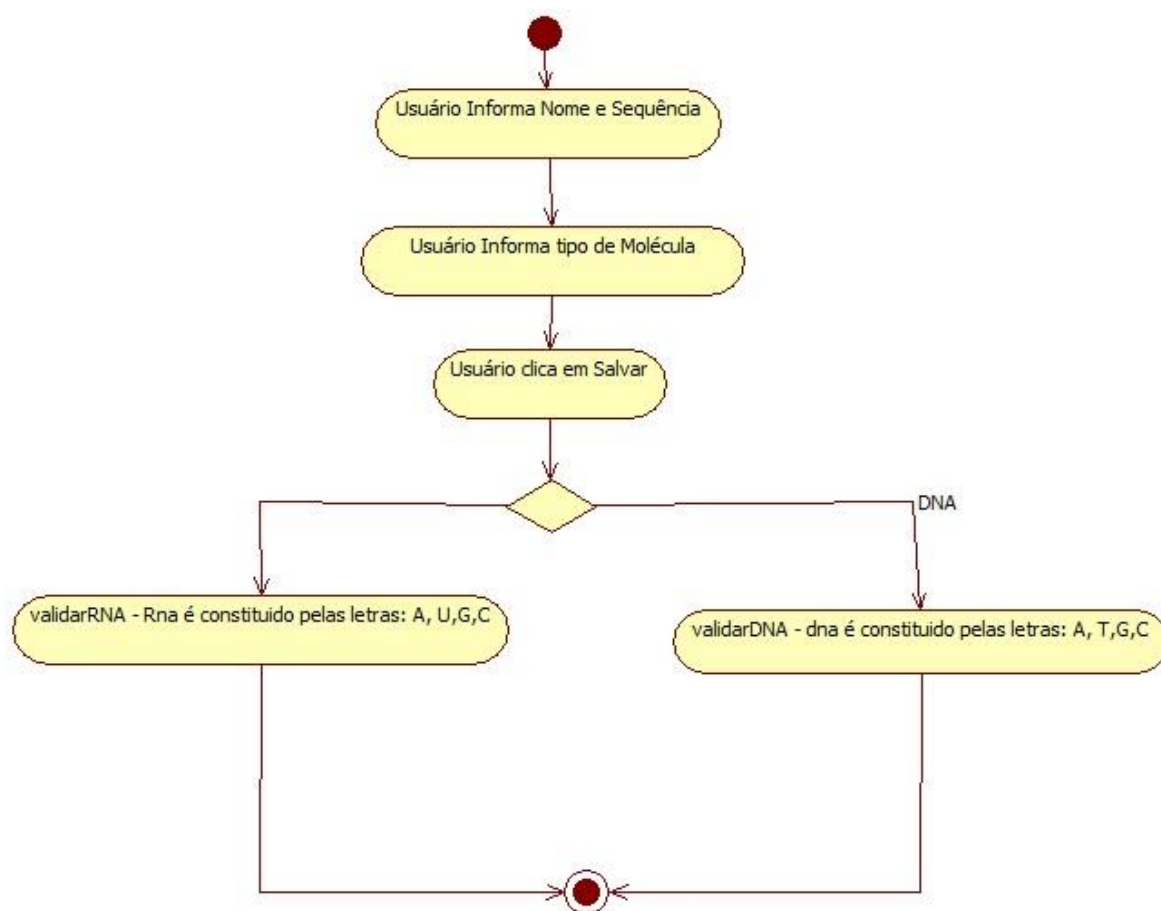 Usuário Informa Nome e Sequência
Usuário Informa tipo de Molécula
Usuário clica em Salvar
DNA
validarRNA - Rna é constituido pelas letras: A, U,G,C
validarDNA - dna é constituido pelas letras: A, T,G,C